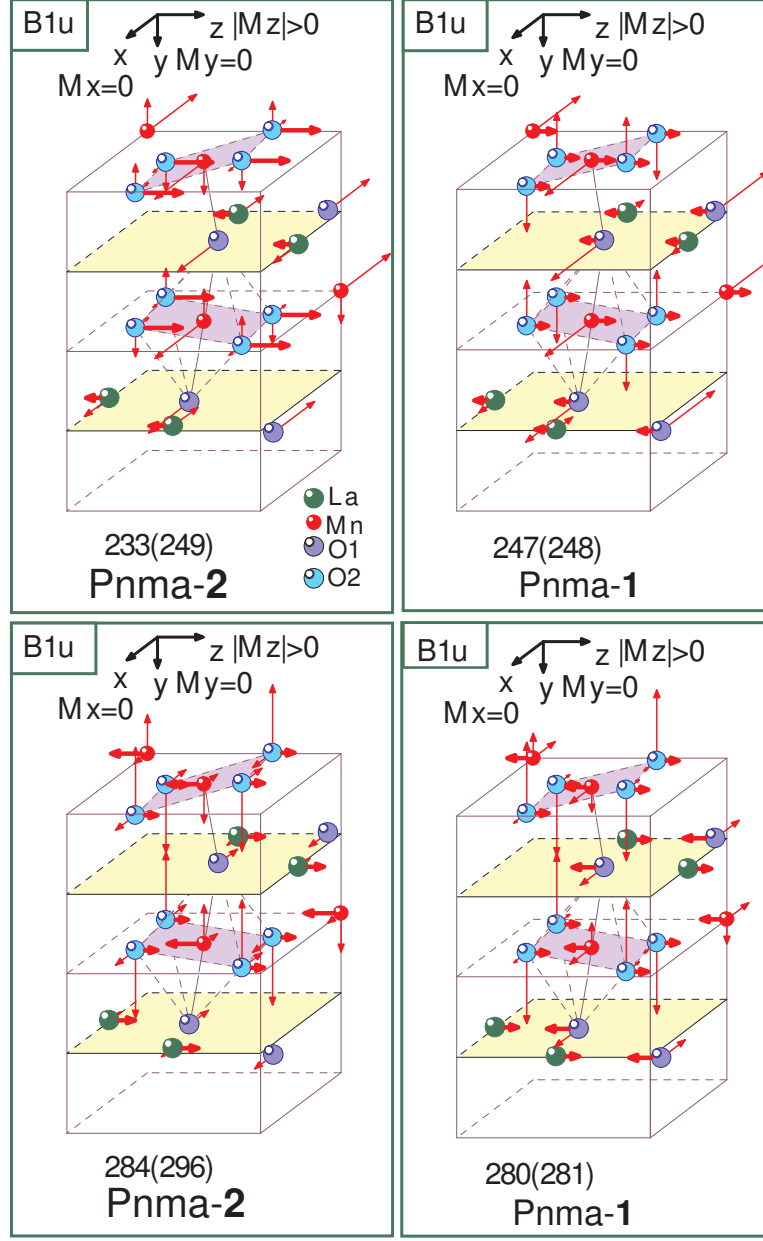 B1u
z |Mz|>0
x
y My=0
Mx=0
La
Mn
O1
O2
233(249)
Pnma-2
B1u
z |Mz|>0
x
y My=0
Mx=0
247(248)
Pnma-1
B1u
z |Mz|>0
x
y My=0
Mx=0
284(296)
Pnma-2
B1u
z |Mz|>0
x
y My=0
Mx=0
280(281)
Pnma-1